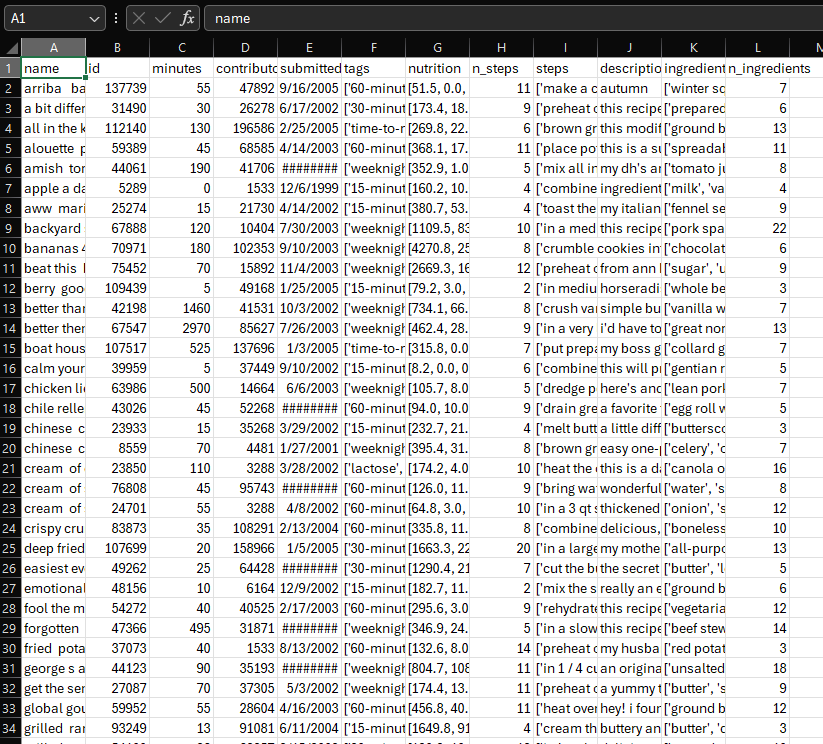 A1 fx name
A B C D E F G H I J K L M
1 name id minutes contributo submitted tags nutrition n_steps steps descriptio ingredient n_ingredients
2 arriba ba 137739 55 47892 9/16/2005 ['60-minut [51.5, 0.0, 11 ['make a c autumn ['winter sq 7
3 a bit differ 31490 30 26278 6/17/2002 ['30-minut [173.4, 18. 9 ['preheat o this recipe ['prepared 6
4 all in the k 112140 130 196586 2/25/2005 ['time-to-r [269.8, 22. 6 ['brown gr this modif ['ground b 13
5 alouette p 59389 45 68585 4/14/2003 ['60-minut [368.1, 17. 11 ['place po this is a su ['spreadal 11
6 amish tor 44061 190 41706 ######## ['weeknigh [352.9, 1.0 5 ['mix all in my dh's ar ['tomato ju 8
7 apple a da 5289 0 1533 12/6/1999 ['15-minut [160.2, 10. 4 ['combine ingredient ['milk', 'va 4
8 aww mari 25274 15 21730 4/14/2002 ['30-minut [380.7, 53. 4 ['toast the my italian ['fennel se 9
9 backyard 67888 120 10404 7/30/2003 ['weeknigh [1109.5, 83 10 ['in a med this recipe ['pork spa 22
10 bananas 4 70971 180 102353 9/10/2003 ['weeknigh [4270.8, 25 8 ['crumble cookies in ['chocolat 6
11 beat this l 75452 70 15892 11/4/2003 ['weeknigh [2669.3, 16 12 ['preheat o from ann l ['sugar', 'u 9
12 berry goo 109439 5 49168 1/25/2005 ['15-minut [79.2, 3.0, 2 ['in mediu horseradi ['whole be 3
13 better thar 42198 1460 41531 10/3/2002 ['weeknigh [734.1, 66. 8 ['crush var simple bu ['vanilla w 7
14 better ther 67547 2970 85627 7/26/2003 ['weeknigh [462.4, 28. 9 ['in a very i'd have to ['great nor 13
15 boat hous 107517 525 137696 1/3/2005 ['time-to-r [315.8, 0.0 7 ['put prepa my boss g ['collard g 7
16 calm your 39959 5 37449 9/10/2002 ['15-minut [8.2, 0.0, 0 6 ['combine this will pr ['gentian r 5
17 chicken li 63986 500 14664 6/6/2003 ['weeknigh [105.7, 8.0 5 ['dredge p here's anc ['lean pork 7
18 chile relle 43026 45 52268 ######## ['60-minut [94.0, 10.0 9 ['drain gre a favorite ['egg roll w 5
19 chinese c 23933 15 35268 3/29/2002 ['15-minut [232.7, 21. 4 ['melt butt a little diff ['buttersco 3
20 chinese c 8559 70 4481 1/27/2001 ['weeknigh [395.4, 31. 8 ['brown gr easy one-p ['celery', 'o 7
21 cream of 23850 110 3288 3/28/2002 ['lactose', [174.2, 4.0 10 ['heat the this is a da ['canola o 16
22 cream of 76808 45 95743 ######## ['60-minut [126.0, 11. 9 ['bring wa wonderful ['water', 's 8
23 cream of 24701 55 3288 4/8/2002 ['60-minut [64.8, 3.0, 10 ['in a 3 qt s thickened ['onion', 's 12
24 crispy cru 83873 35 108291 2/13/2004 ['60-minut [335.8, 11. 8 ['combine delicious, ['boneless 10
25 deep fried 107699 20 158966 1/5/2005 ['30-minut [1663.3, 22 20 ['in a large my mothe ['all-purpo 13
26 easiest ev 49262 25 64428 ######## ['30-minut [1290.4, 21 7 ['cut the bu the secret ['butter', 'l 5
27 emotional 48156 10 6164 12/9/2002 ['15-minut [182.7, 11. 2 ['mix the s really an e ['ground b 6
28 fool the m 54272 40 40525 2/17/2003 ['weeknigh [295.6, 3.0 9 ['rehydrate this recipe ['vegetaria 12
29 forgotten 47366 495 31871 ######## ['weeknigh [346.9, 24. 5 ['in a slow this recipe ['beef stew 14
30 fried pota 37073 40 1533 8/13/2002 ['60-minut [132.6, 8.0 14 ['preheat o my husba ['red potat 3
31 george s a 44123 90 35193 ######## ['weeknigh [804.7, 108 11 ['in 1 / 4 cu an origina ['unsalted 18
32 get the ser 27087 70 37305 5/3/2002 ['weeknigh [174.4, 13. 11 ['preheat o a yummy t ['butter', 's 9
33 global gou 59952 55 28604 4/16/2003 ['60-minut [456.8, 40. 11 ['heat over hey! i four ['ground b 12
34 grilled rar 93249 13 91081 6/11/2004 ['15-minut [1649.8, 91 4 ['cream th buttery an ['butter', 'c 3